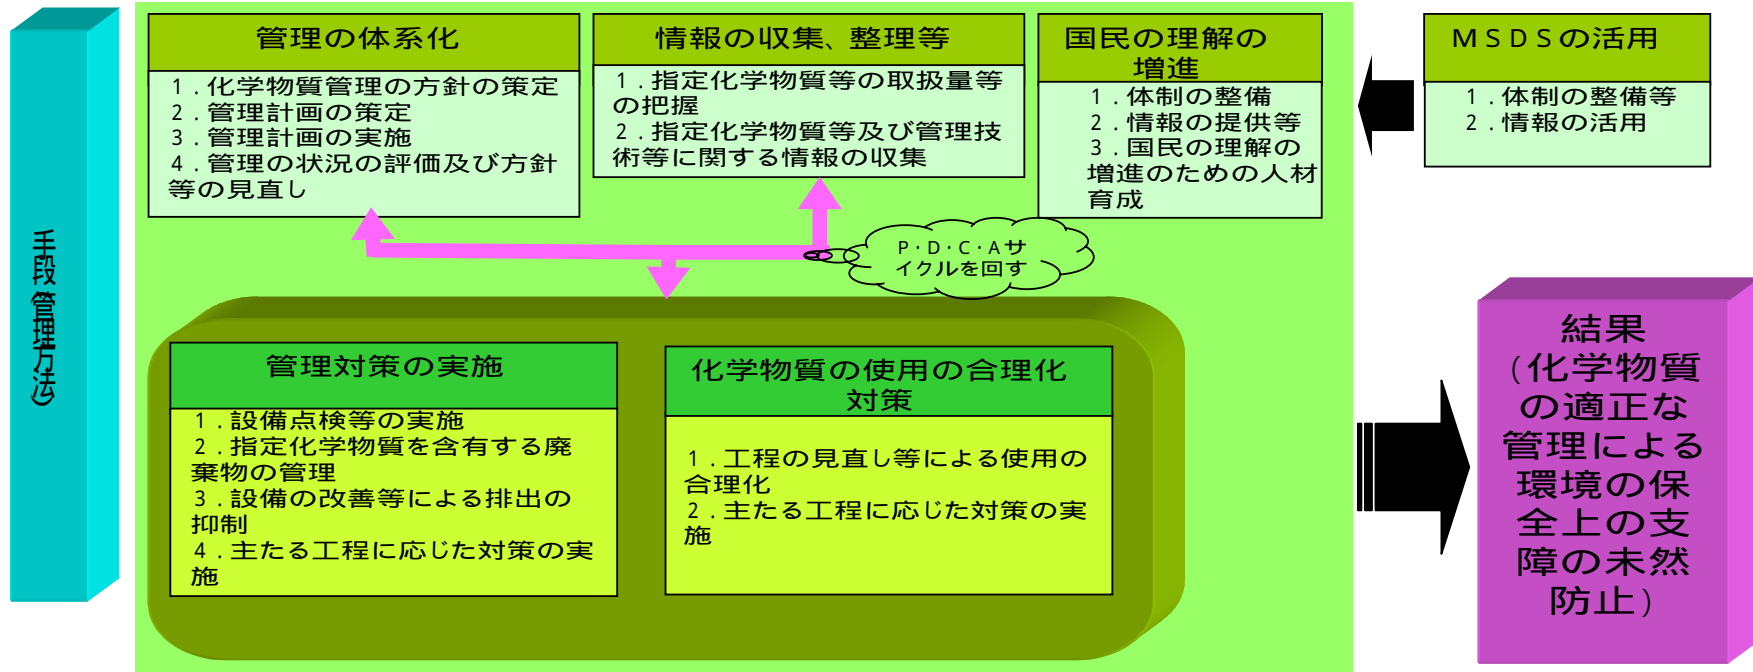 手段(管理方法)
管理の体系化
1．化学物質管理の方針の策定
2．管理計画の策定
3．管理計画の実施
4．管理の状況の評価及び方針
等の見直し
情報の収集、整理等
1．指定化学物質等の取扱量等
の把握
2．指定化学物質等及び管理技
術等に関する情報の収集
国民の理解の
増進
1．体制の整備
2．情報の提供等
3．国民の理解の
増進のための人材
育成
MSDSの活用
1．体制の整備等
2．情報の活用
P・D・C・Aサ
イクルを回す
管理対策の実施
1．設備点検等の実施
2．指定化学物質を含有する廃
棄物の管理
3．設備の改善等による排出の
抑制
4．主たる工程に応じた対策の実
施
化学物質の使用の合理化
対策
1．工程の見直し等による使用の
合理化
2．主たる工程に応じた対策の実
施
結果
(化学物質
の適正な
管理による
環境の保
全上の支
障の未然
防止)